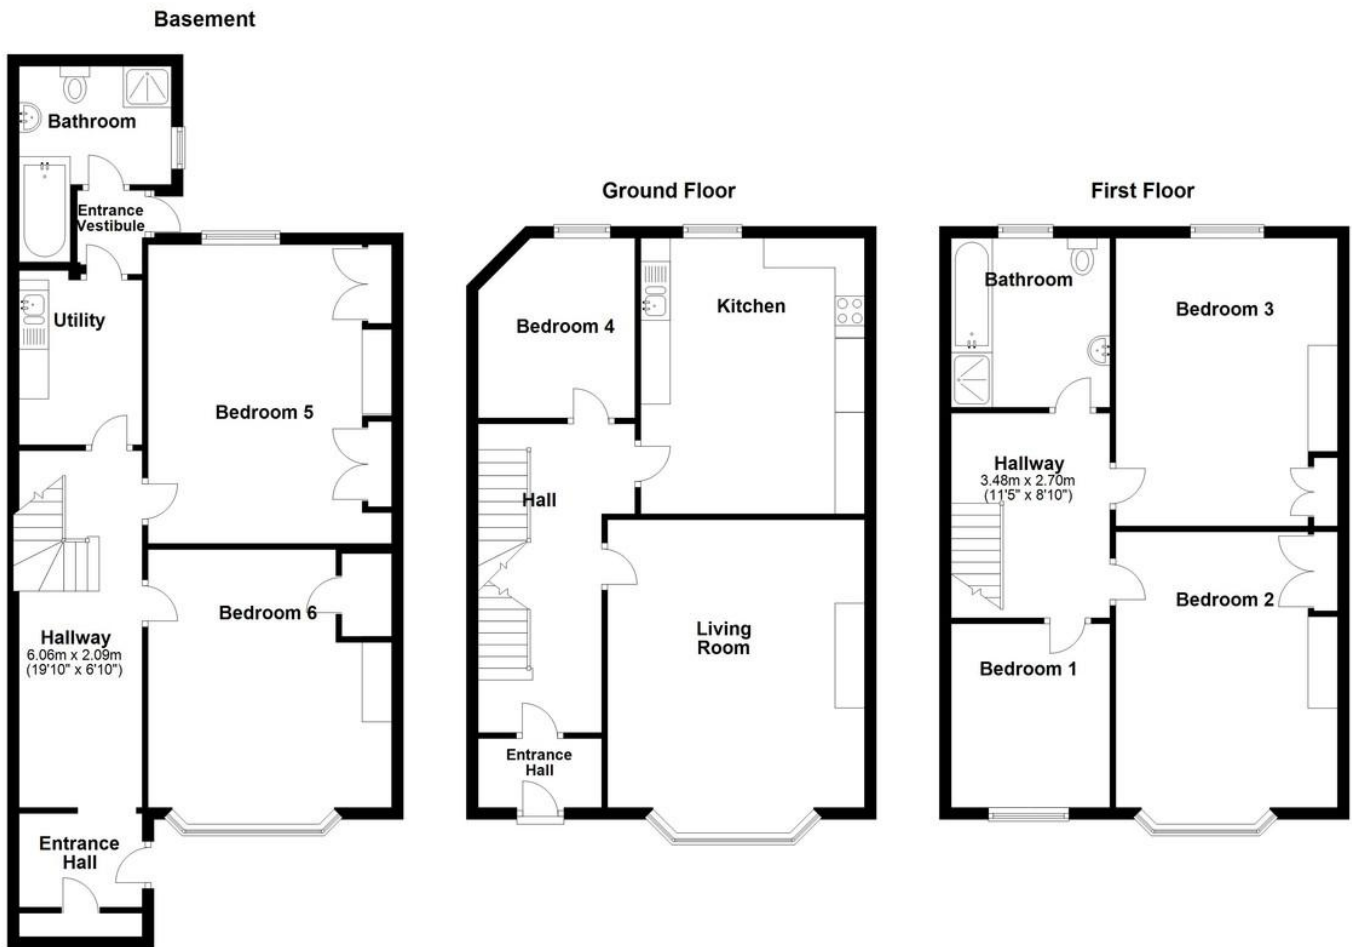 Basement
Bathroom
Entrance
Vestibule
Utility
Bedroom 5
Bedroom 6
Hallway
6.06m x 2.09m
(19'10" x 6'10")
Entrance
Hall
Ground Floor
Bedroom 4
Kitchen
Hall
Living
Room
Entrance
Hall
First Floor
Bathroom
Bedroom 3
Hallway
3.48m x 2.70m
(11'5" x 8'10")
Bedroom 2
Bedroom 1